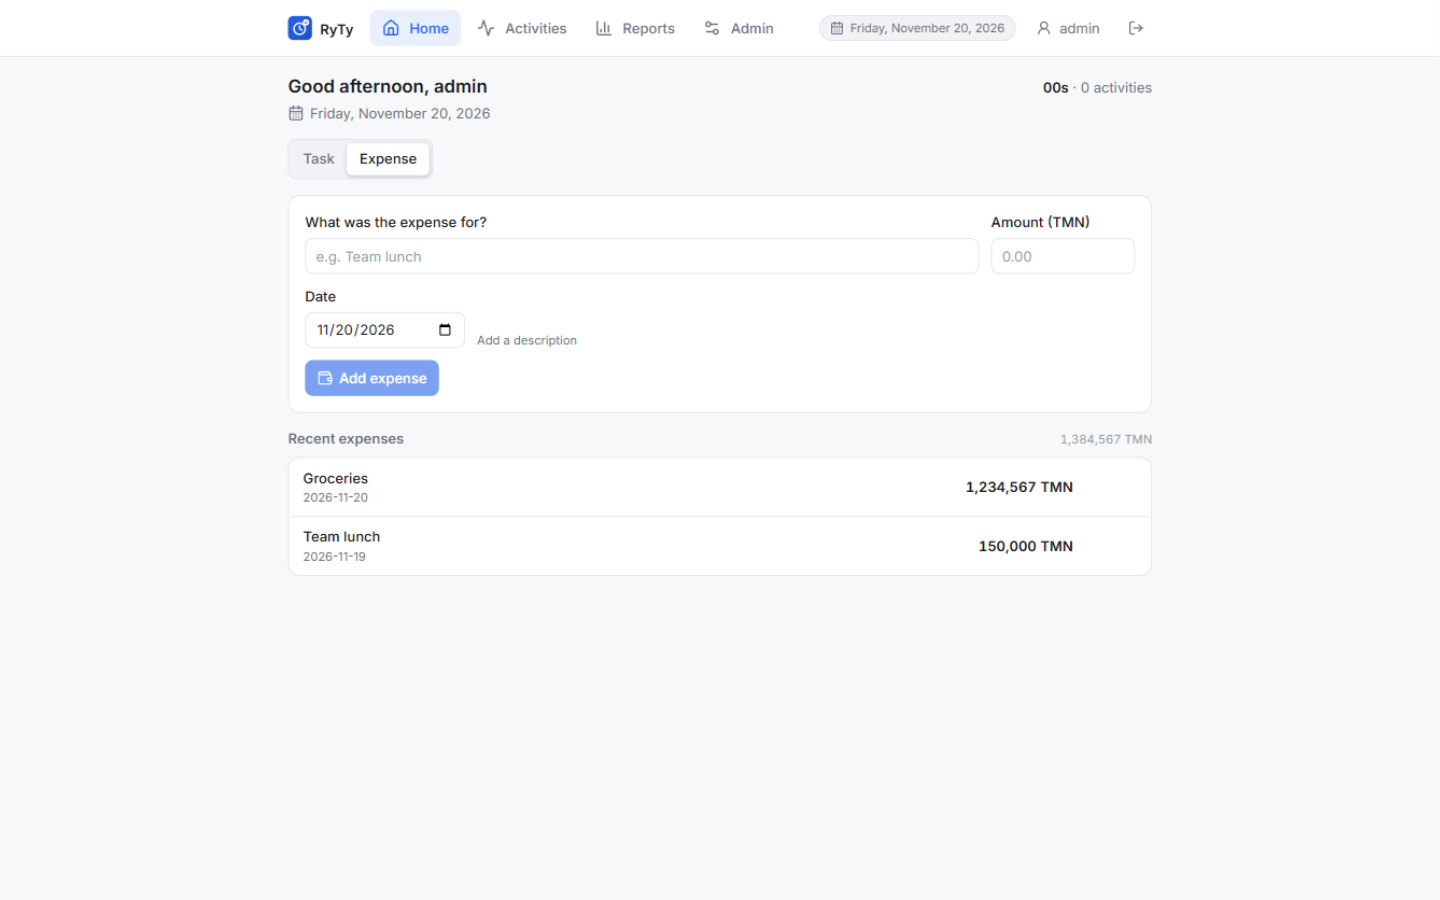 RyTy Home Activities Reports Admin Friday, November 20, 2026 admin
Good afternoon, admin 00s · 0 activities
Friday, November 20, 2026
Task Expense
What was the expense for? Amount (TMN)
e.g. Team lunch 0.00
Date
11/20/2026 Add a description
Add expense
Recent expenses 1,384,567 TMN
Groceries 1,234,567 TMN
2026-11-20
Team lunch 150,000 TMN
2026-11-19